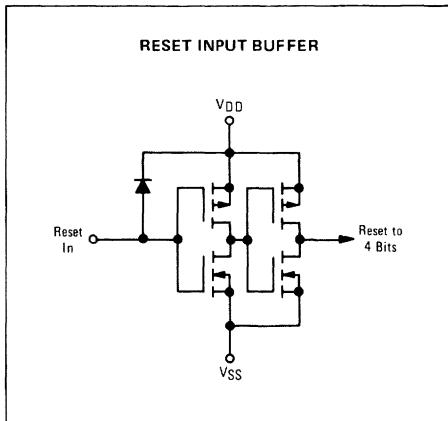 RESET INPUT BUFFER
VDD
Reset
In
Reset to
4 Bits
VSS